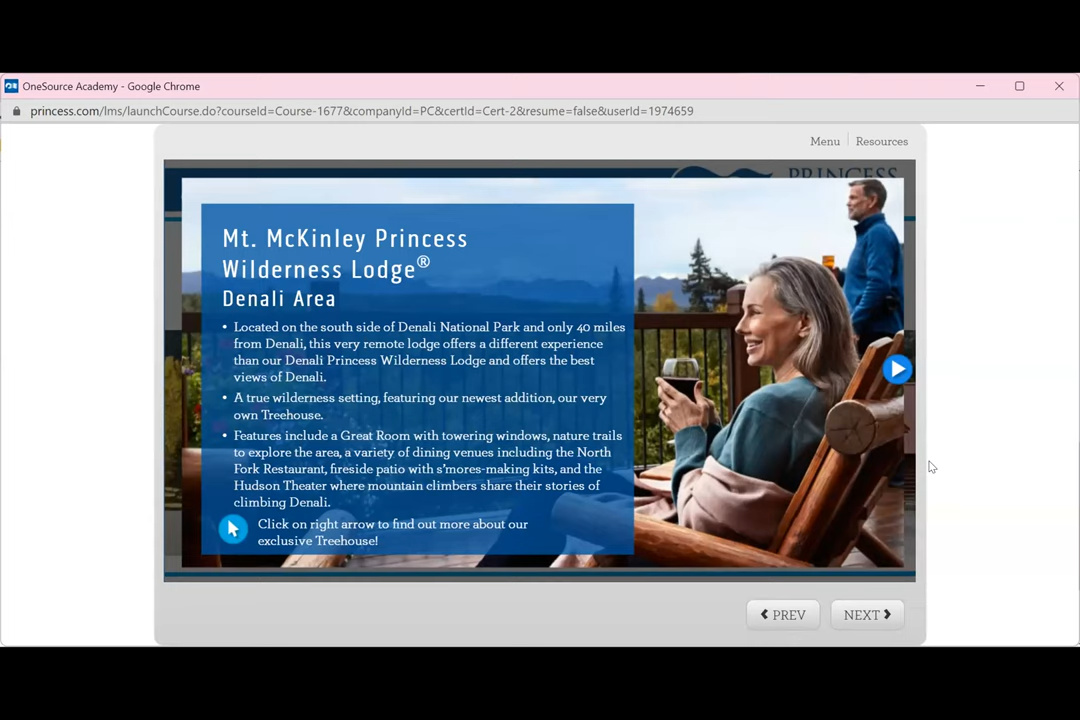 OneSource Academy - Google Chrome
princess.com/lms/launchCourse.do?courseId=Course-1677&companyId=PC&certId=Cert-2&resume=false&userId=1974659
Menu Resources
PRINCESS
Mt. McKinley Princess
Wilderness Lodge®
Denali Area
• Located on the south side of Denali National Park and only 40 miles
from Denali, this very remote lodge offers a different experience
than our Denali Princess Wilderness Lodge and offers the best
views of Denali.
• A true wilderness setting, featuring our newest addition, our very
own Treehouse.
• Features include a Great Room with towering windows, nature trails
to explore the area, a variety of dining venues including the North
Fork Restaurant, fireside patio with s'mores-making kits, and the
Hudson Theater where mountain climbers share their stories of
climbing Denali.
Click on right arrow to find out more about our
exclusive Treehouse!
PREV NEXT